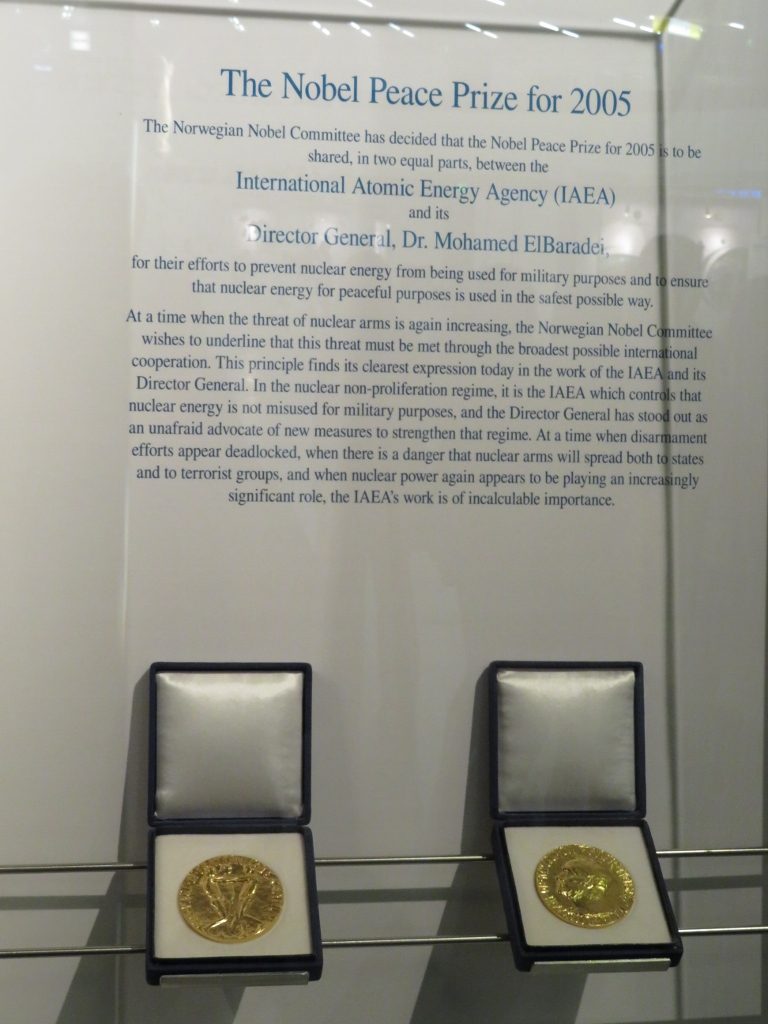 The Nobel Peace Prize for 2005
The Norwegian Nobel Committee has decided that the Nobel Peace Prize for 2005 is to be
shared, in two equal parts, between the
International Atomic Energy Agency (IAEA)
and its
Director General, Dr. Mohamed ElBaradei,
for their efforts to prevent nuclear energy from being used for military purposes and to ensure
that nuclear energy for peaceful purposes is used in the safest possible way.
At a time when the threat of nuclear arms is again increasing, the Norwegian Nobel Committee
wishes to underline that this threat must be met through the broadest possible international
cooperation. This principle finds its clearest expression today in the work of the IAEA and its
Director General. In the nuclear non-proliferation regime, it is the IAEA which controls that
nuclear energy is not misused for military purposes, and the Director General has stood out as
an unafraid advocate of new measures to strengthen that regime. At a time when disarmament
efforts appear deadlocked, when there is a danger that nuclear arms will spread both to states
and to terrorist groups, and when nuclear power again appears to be playing an increasingly
significant role, the IAEA's work is of incalculable importance.